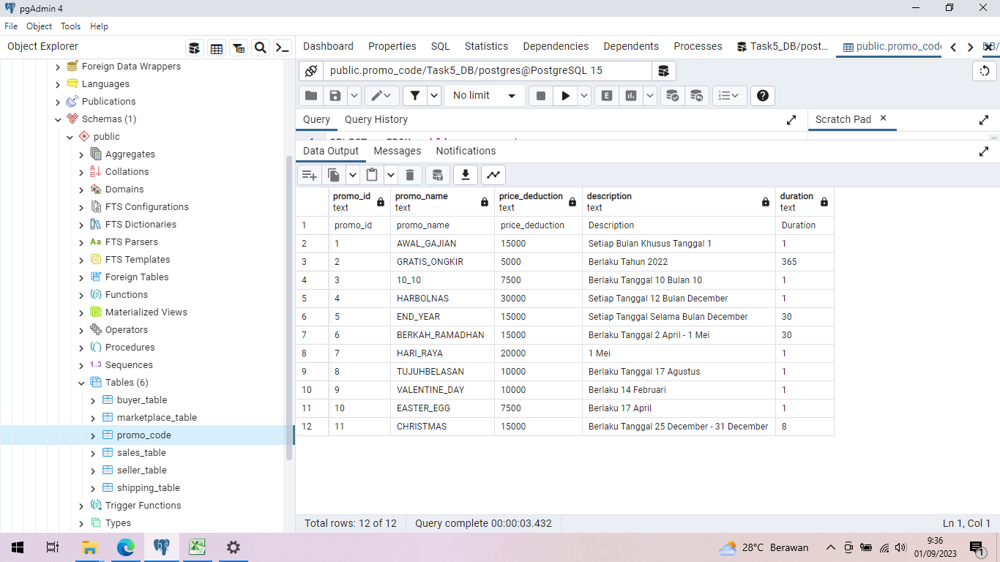 pgAdmin 4
File Object Tools Help
Object Explorer
Dashboard Properties SQL Statistics Dependencies Dependents Processes Task5_DB/post... public.promo_code
public.promo_code/Task5_DB/postgres@PostgreSQL 15
No limit
Query Query History Scratch Pad
Data Output Messages Notifications
Foreign Data Wrappers
Languages
Publications
Schemas (1)
public
Aggregates
Collations
Domains
FTS Configurations
FTS Dictionaries
Aa FTS Parsers
FTS Templates
Foreign Tables
Functions
Materialized Views
Operators
Procedures
1..3 Sequences
Tables (6)
buyer_table
marketplace_table
promo_code
sales_table
seller_table
shipping_table
Trigger Functions
Types
promo_id promo_name price_deduction description duration
text text text text text
1 promo_id promo_name price_deduction Description Duration
2 1 AWAL_GAJIAN 15000 Setiap Bulan Khusus Tanggal 1 1
3 2 GRATIS_ONGKIR 5000 Berlaku Tahun 2022 365
4 3 10_10 7500 Berlaku Tanggal 10 Bulan 10 1
5 4 HARBOLNAS 30000 Setiap Tanggal 12 Bulan December 1
6 5 END_YEAR 15000 Setiap Tanggal Selama Bulan December 30
7 6 BERKAH_RAMADHAN 15000 Berlaku Tanggal 2 April - 1 Mei 30
8 7 HARI_RAYA 20000 1 Mei 1
9 8 TUJUHBELASAN 10000 Berlaku Tanggal 17 Agustus 1
10 9 VALENTINE_DAY 10000 Berlaku 14 Februari 1
11 10 EASTER_EGG 7500 Berlaku 17 April 1
12 11 CHRISTMAS 15000 Berlaku Tanggal 25 December - 31 December 8
Total rows: 12 of 12 Query complete 00:00:03.432 Ln 1, Col 1
28°C Berawan
9:36
01/09/2023
1